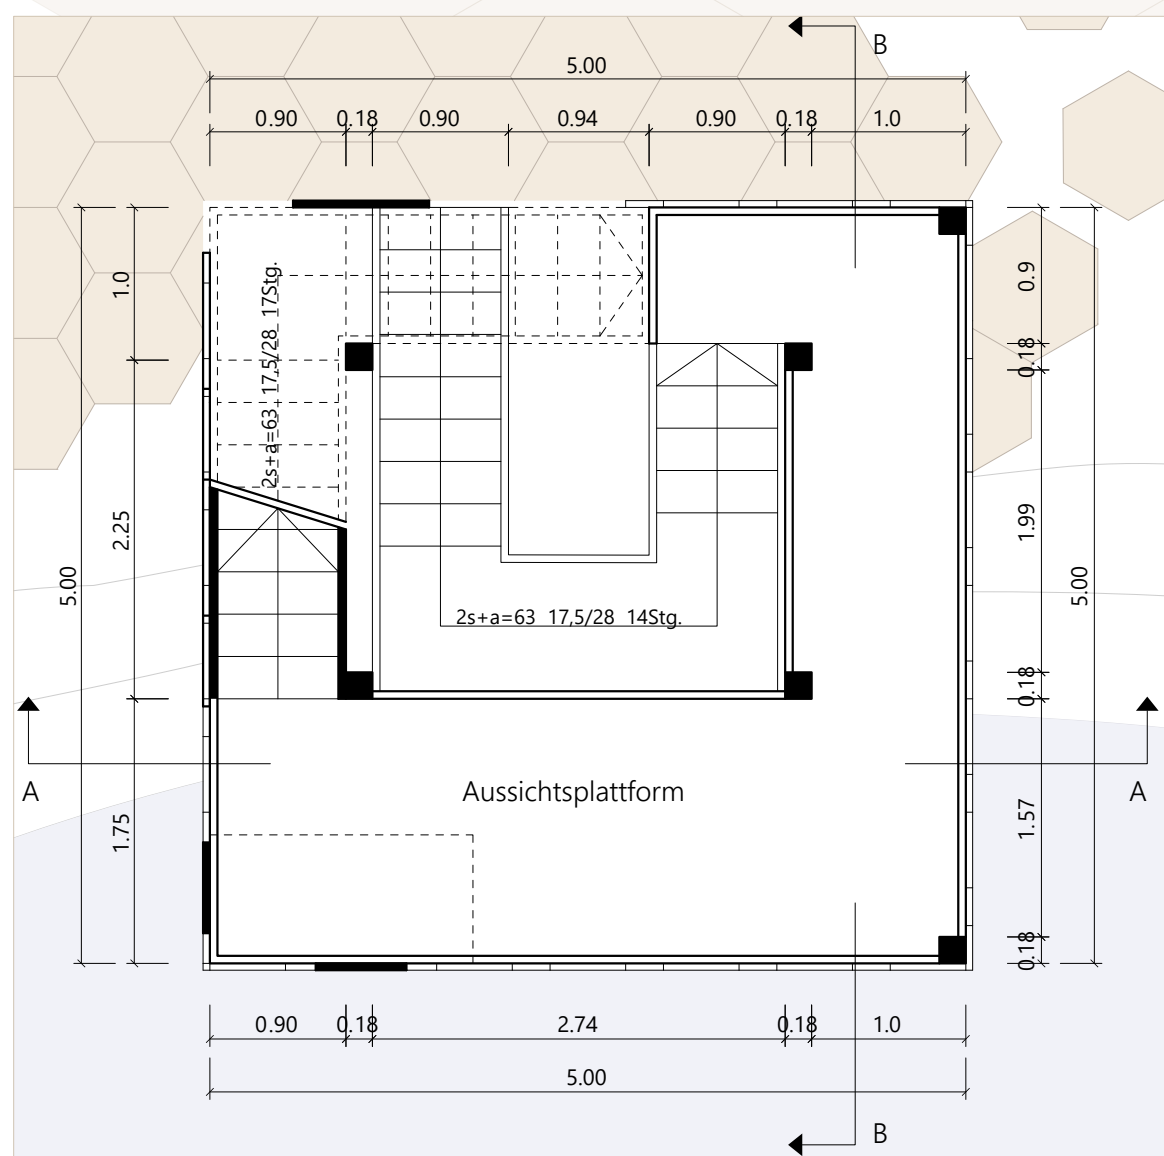 B
5.00
0.90 0.18 0.90 0.94 0.90 0.18 1.0
1.0
2.25
1.75
5.00
2s+a=63 17,5/28 17Stg.
2s+a=63 17,5/28 14Stg.
0.9
0.18
1.99
0.18
1.57
0.18
5.00
A
A
Aussichtsplattform
0.90 0.18 2.74 0.18 1.0
5.00
B